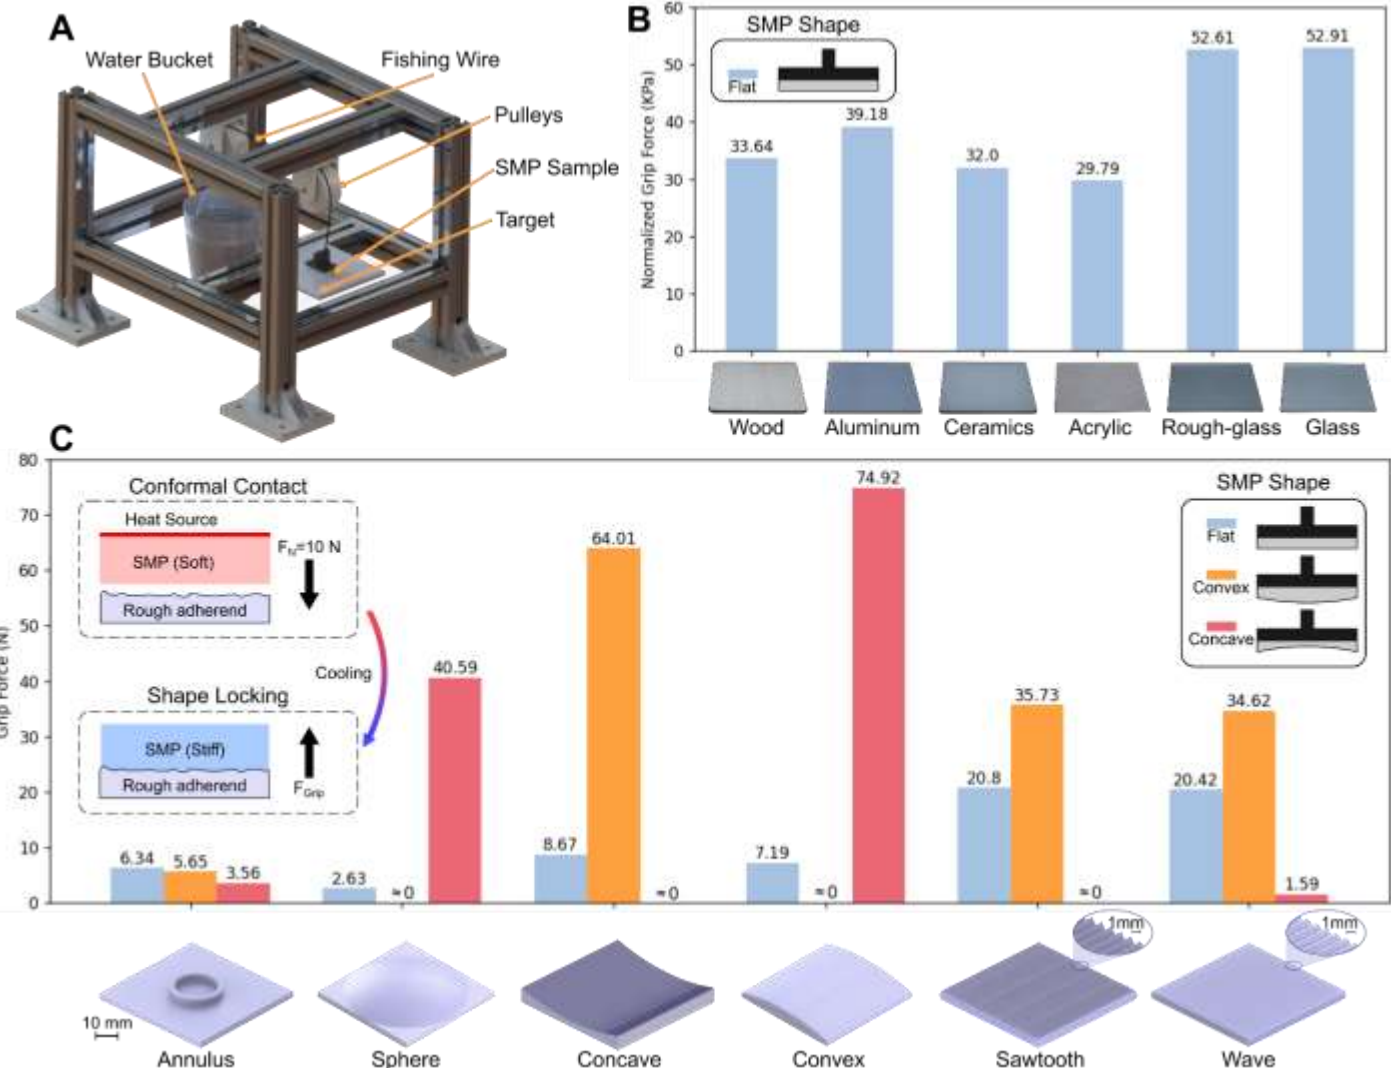 A
Water Bucket
Fishing Wire
Pulleys
SMP Sample
Target
B
SMP Shape
Flat
Normalized Grip Force (KPa)
60
50
40
30
20
10
0
33.64
39.18
32.0
29.79
52.61
52.91
Wood
Aluminum
Ceramics
Acrylic
Rough-glass
Glass
C
Grip Force (N)
80
70
60
50
40
30
20
10
0
Conformal Contact
Heat Source
SMP (Soft)
F_N=10 N
Rough adherend
Cooling
Shape Locking
SMP (Stiff)
Rough adherend
F_Grip
SMP Shape
Flat
Convex
Concave
6.34
5.65
3.56
2.63
≈0
40.59
8.67
64.01
≈0
7.19
≈0
74.92
20.8
35.73
≈0
20.42
34.62
1.59
1mm
1mm
10 mm
Annulus
Sphere
Concave
Convex
Sawtooth
Wave